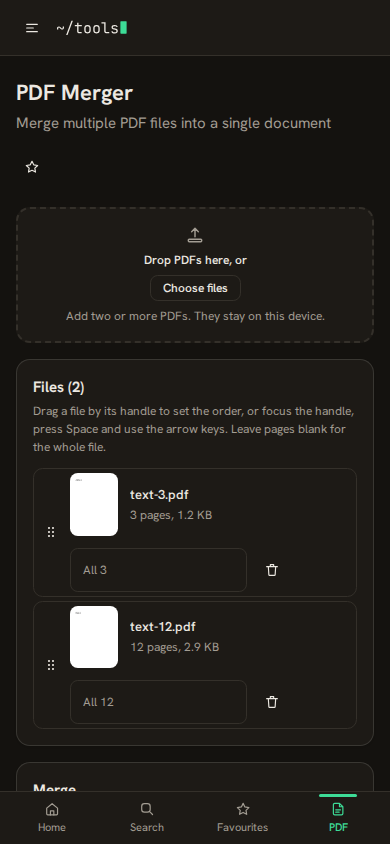 ~/tools
PDF Merger
Merge multiple PDF files into a single document
Drop PDFs here, or
Choose files
Add two or more PDFs. They stay on this device.
Files (2)
Drag a file by its handle to set the order, or focus the handle,
press Space and use the arrow keys. Leave pages blank for
the whole file.
text-3.pdf
3 pages, 1.2 KB
All 3
text-12.pdf
12 pages, 2.9 KB
All 12
Merge
Home
Search
Favourites
PDF